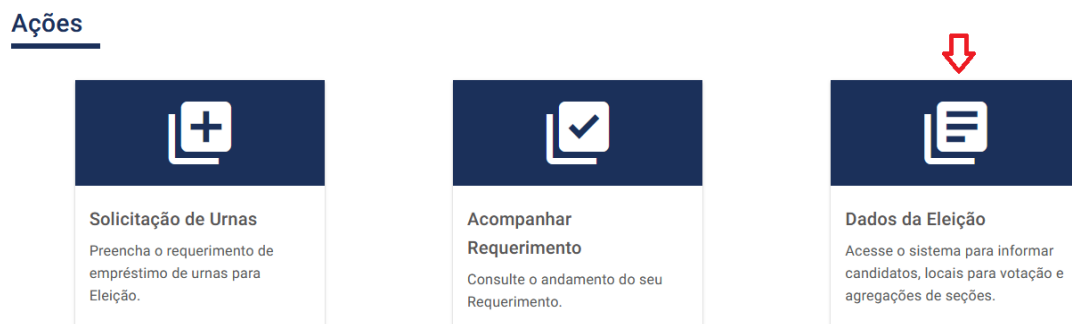 Ações
Solicitação de Urnas
Preencha o requerimento de
empréstimo de urnas para
Eleição.
Acompanhar
Requerimento
Consulte o andamento do seu
Requerimento.
Dados da Eleição
Acesse o sistema para informar
candidatos, locais para votação e
agregações de seções.